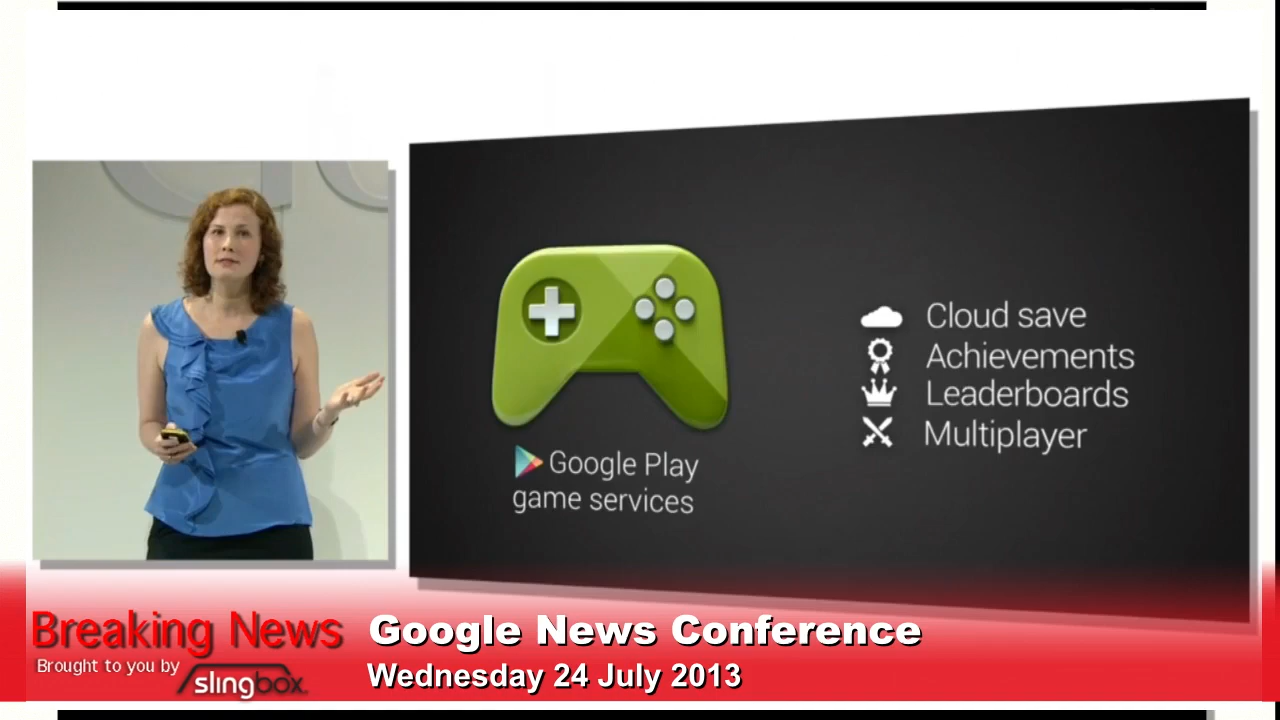 Cloud save
Achievements
Leaderboards
Multiplayer
Google Play
game services
Breaking News
Brought to you by
slingbox
Google News Conference
Wednesday 24 July 2013